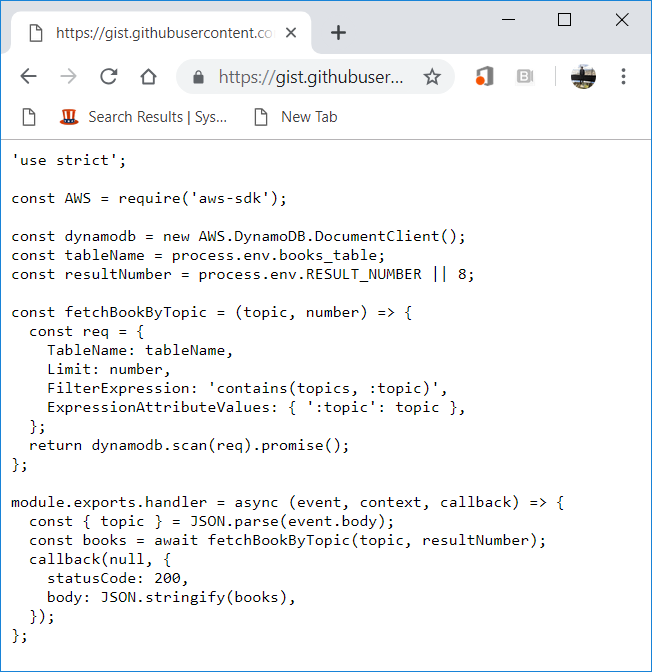 https://gist.githubusercontent.co
https://gist.githubuser...
Search Results | Sys...
New Tab
'use strict';
const AWS = require('aws-sdk');
const dynamodb = new AWS.DynamoDB.DocumentClient();
const tableName = process.env.books_table;
const resultNumber = process.env.RESULT_NUMBER || 8;
const fetchBookByTopic = (topic, number) => {
  const req = {
    TableName: tableName,
    Limit: number,
    FilterExpression: 'contains(topics, :topic)',
    ExpressionAttributeValues: { ':topic': topic },
  };
  return dynamodb.scan(req).promise();
};
module.exports.handler = async (event, context, callback) => {
  const { topic } = JSON.parse(event.body);
  const books = await fetchBookByTopic(topic, resultNumber);
  callback(null, {
    statusCode: 200,
    body: JSON.stringify(books),
  });
};